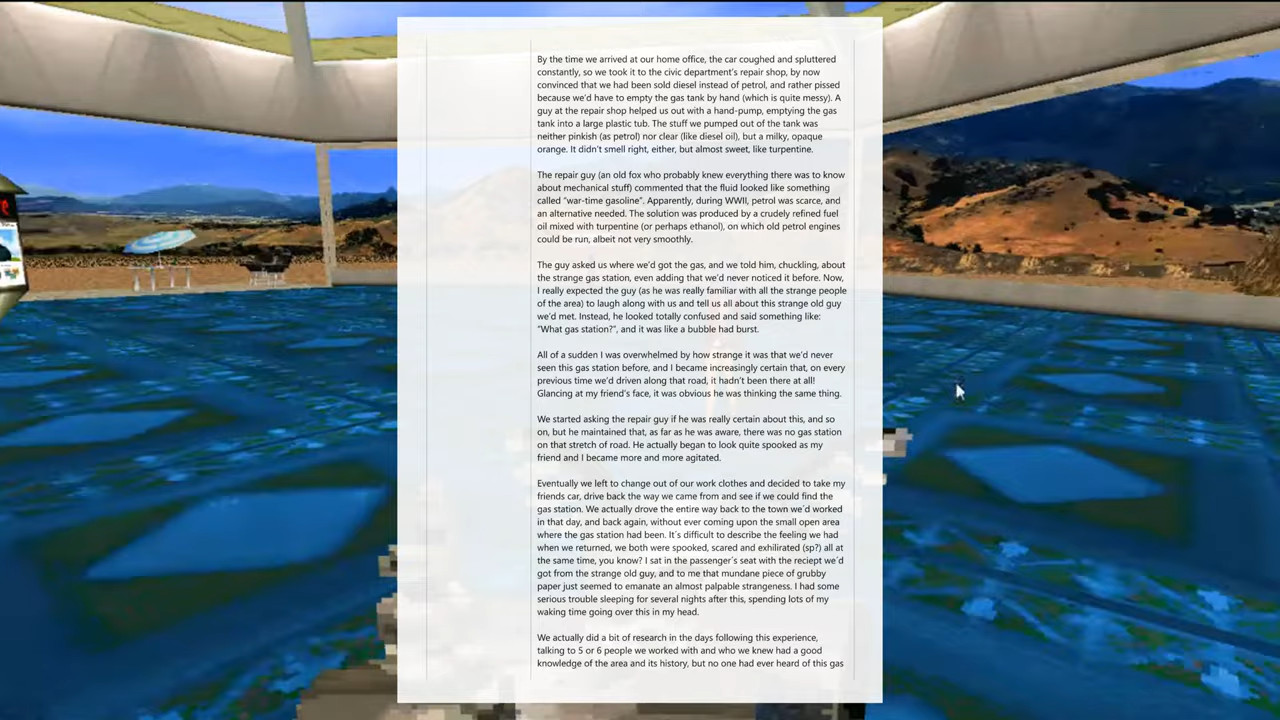 By the time we arrived at our home office, the car coughed and spluttered
constantly, so we took it to the civic department's repair shop, by now
convinced that we had been sold diesel instead of petrol, and rather pissed
because we'd have to empty the gas tank by hand (which is quite messy). A
guy at the repair shop helped us out with a hand-pump, emptying the gas
tank into a large plastic tub. The stuff we pumped out of the tank was
neither pinkish (as petrol) nor clear (like diesel oil), but a milky, opaque
orange. It didn't smell right, either, but almost sweet, like turpentine.
The repair guy (an old fox who probably knew everything there was to know
about mechanical stuff) commented that the fluid looked like something
called "war-time gasoline". Apparently, during WWII, petrol was scarce, and
an alternative needed. The solution was produced by a crudely refined fuel
oil mixed with turpentine (or perhaps ethanol), on which old petrol engines
could be run, albeit not very smoothly.
The guy asked us where we'd got the gas, and we told him, chuckling, about
the strange gas station, even adding that we'd never noticed it before. Now,
I really expected the guy (as he was really familiar with all the strange people
of the area) to laugh along with us and tell us all about this strange old guy
we'd met. Instead, he looked totally confused and said something like:
"What gas station?", and it was like a bubble had burst.
All of a sudden I was overwhelmed by how strange it was that we'd never
seen this gas station before, and I became increasingly certain that, on every
previous time we'd driven along that road, it hadn't been there at all!
Glancing at my friend's face, it was obvious he was thinking the same thing.
We started asking the repair guy if he was really certain about this, and so
on, but he maintained that, as far as he was aware, there was no gas station
on that stretch of road. He actually began to look quite spooked as my
friend and I became more and more agitated.
Eventually we left to change out of our work clothes and decided to take my
friends car, drive back the way we came from and see if we could find the
gas station. We actually drove the entire way back to the town we´d worked
in that day, and back again, without ever coming upon the small open area
where the gas station had been. It´s difficult to describe the feeling we had
when we returned, we both were spooked, scared and exhilirated (sp?) all at
the same time, you know? I sat in the passenger´s seat with the reciept we´d
got from the strange old guy, and to me that mundane piece of grubby
paper just seemed to emanate an almost palpable strangeness. I had some
serious trouble sleeping for several nights after this, spending lots of my
waking time going over this in my head.
We actually did a bit of research in the days following this experience,
talking to 5 or 6 people we worked with and who we knew had a good
knowledge of the area and its history, but no one had ever heard of this gas